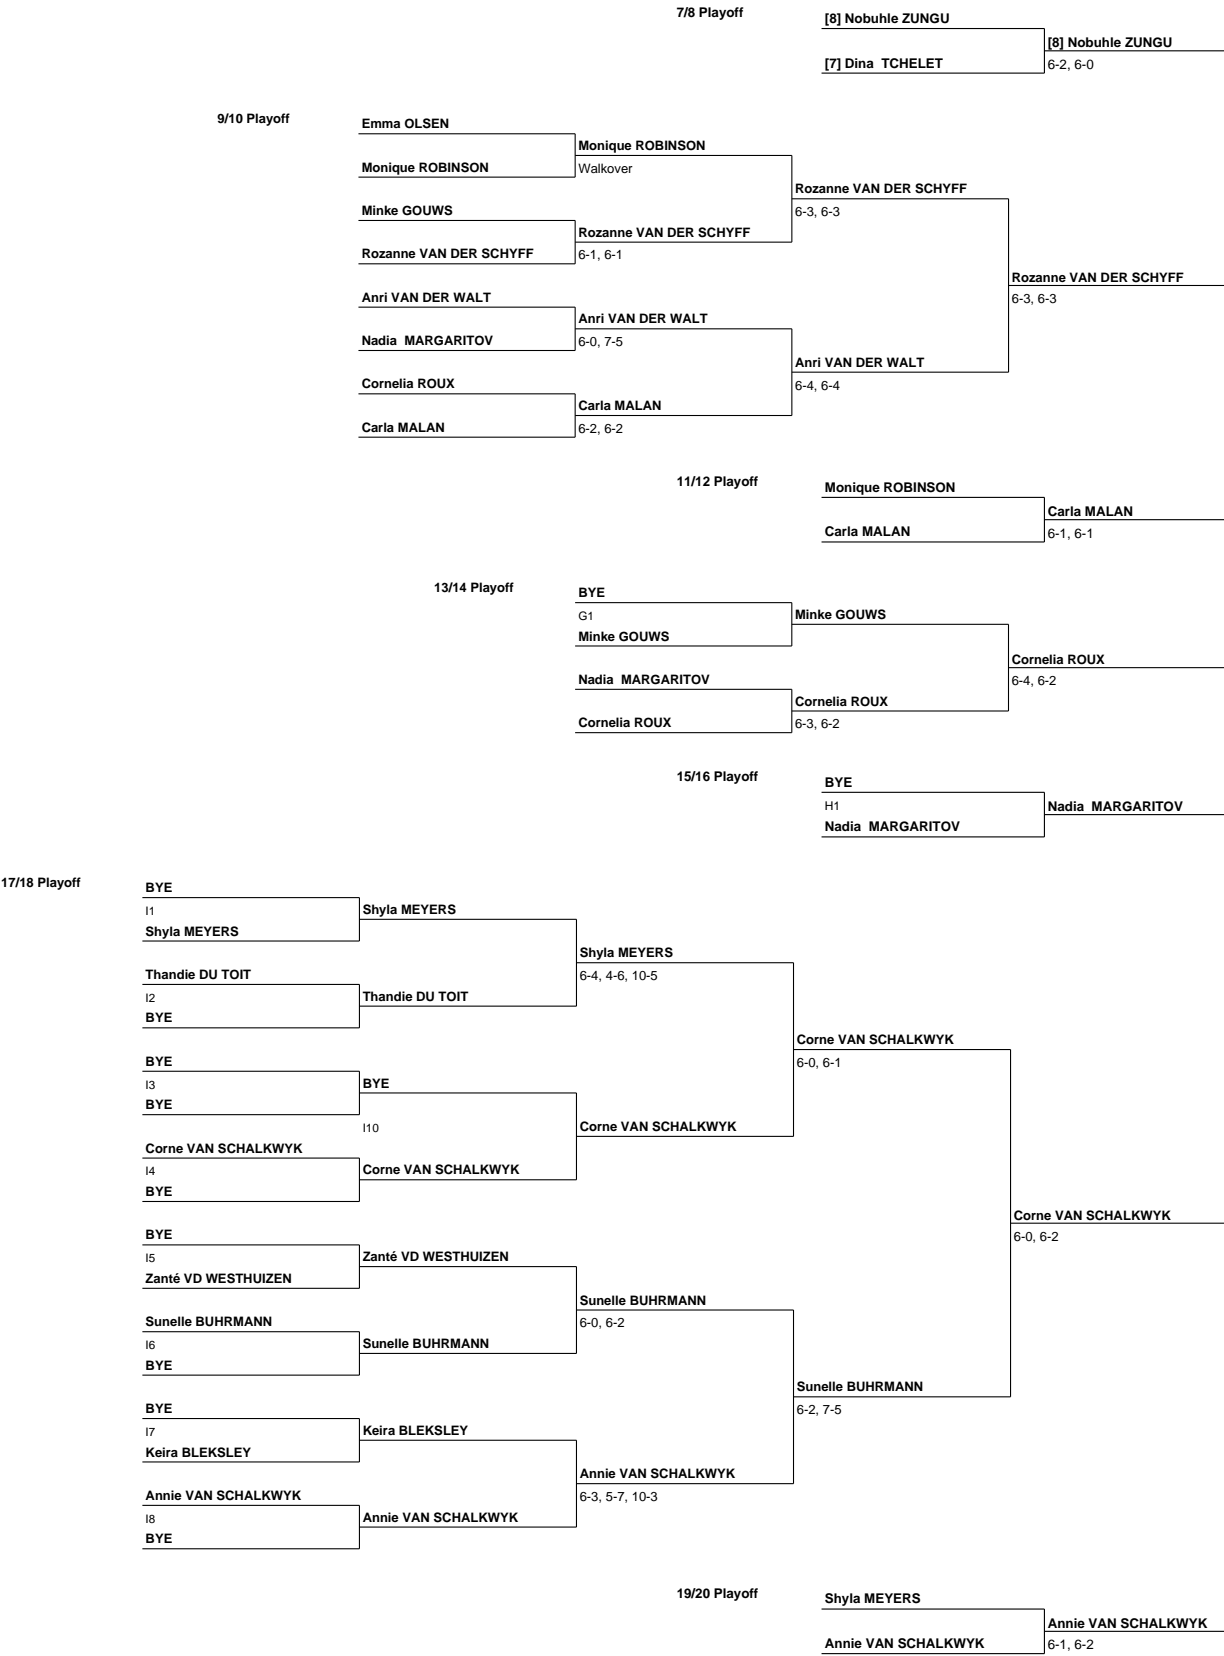 7/8 Playoff
[8] Nobuhle ZUNGU
[8] Nobuhle ZUNGU
[7] Dina  TCHELET
6-2, 6-0
9/10 Playoff
Emma OLSEN
Monique ROBINSON
Monique ROBINSON
Walkover
Rozanne VAN DER SCHYFF
Minke GOUWS
6-3, 6-3
Rozanne VAN DER SCHYFF
Rozanne VAN DER SCHYFF
6-1, 6-1
Rozanne VAN DER SCHYFF
Anri VAN DER WALT
6-3, 6-3
Anri VAN DER WALT
Nadia  MARGARITOV
6-0, 7-5
Anri VAN DER WALT
Cornelia ROUX
6-4, 6-4
Carla MALAN
Carla MALAN
6-2, 6-2
11/12 Playoff
Monique ROBINSON
Carla MALAN
Carla MALAN
6-1, 6-1
13/14 Playoff
BYE
G1
Minke GOUWS
Minke GOUWS
Cornelia ROUX
Nadia  MARGARITOV
6-4, 6-2
Cornelia ROUX
Cornelia ROUX
6-3, 6-2
15/16 Playoff
BYE
H1
Nadia  MARGARITOV
Nadia  MARGARITOV
17/18 Playoff
BYE
I1
Shyla MEYERS
Shyla MEYERS
Shyla MEYERS
Thandie DU TOIT
6-4, 4-6, 10-5
I2
Thandie DU TOIT
BYE
Corne VAN SCHALKWYK
BYE
6-0, 6-1
I3
BYE
BYE
I10
Corne VAN SCHALKWYK
Corne VAN SCHALKWYK
I4
Corne VAN SCHALKWYK
BYE
Corne VAN SCHALKWYK
BYE
6-0, 6-2
I5
Zanté VD WESTHUIZEN
Zanté VD WESTHUIZEN
Sunelle BUHRMANN
Sunelle BUHRMANN
6-0, 6-2
I6
Sunelle BUHRMANN
BYE
Sunelle BUHRMANN
BYE
6-2, 7-5
I7
Keira BLEKSLEY
Keira BLEKSLEY
Annie VAN SCHALKWYK
Annie VAN SCHALKWYK
6-3, 5-7, 10-3
I8
Annie VAN SCHALKWYK
BYE
19/20 Playoff
Shyla MEYERS
Annie VAN SCHALKWYK
Annie VAN SCHALKWYK
6-1, 6-2